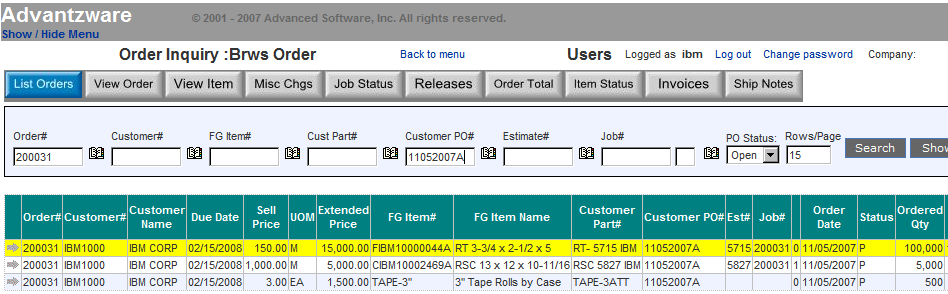 Advantzware © 2001 - 2007 Advanced Software, Inc. All rights reserved.
Show / Hide Menu
Order Inquiry :Brws Order Back to menu Users Logged as ibm Log out Change password Company:
List Orders View Order View Item Misc Chgs Job Status Releases Order Total Item Status Invoices Ship Notes
Order# Customer# FG Item# Cust Part# Customer PO# Estimate# Job# PO Status: Rows/Page
200031 11052007A Open 15 Search Show
Order# Customer# Customer Name Due Date Sell Price UOM Extended Price FG Item# FG Item Name Customer Part# Customer PO# Est# Job# Order Date Status Ordered Qty
200031 IBM1000 IBM CORP 02/15/2008 150.00 M 15,000.00 FIBM10000044A RT 3-3/4 x 2-1/2 x 5 RT- 5715 IBM 11052007A 5715 200031 0 11/05/2007 P 100,000
200031 IBM1000 IBM CORP 02/15/2008 1,000.00 M 5,000.00 CIBM10002469A RSC 13 x 12 x 10-11/16 RSC 5827 IBM 11052007A 5827 200031 1 11/05/2007 P 5,000
200031 IBM1000 IBM CORP 02/15/2008 3.00 EA 1,500.00 TAPE-3" 3" Tape Rolls by Case TAPE-3ATT 11052007A 0 11/05/2007 P 500